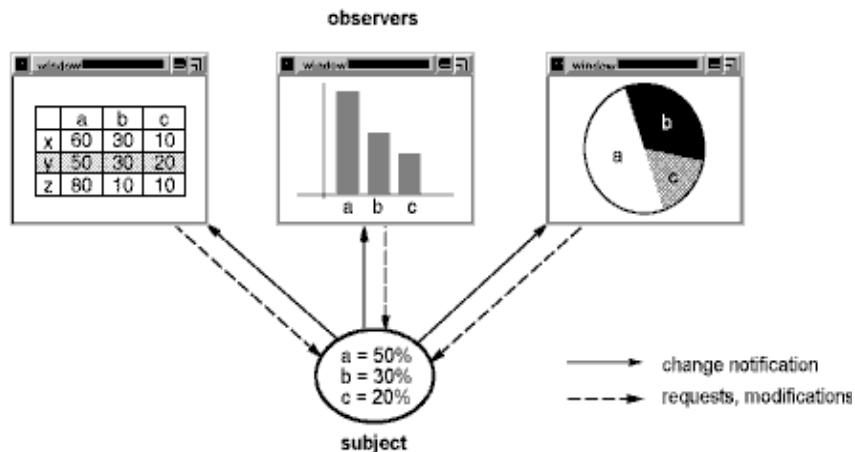 observers
window
window
window
a b c
x 60 30 10
y 50 30 20
z 80 10 10
a b c
a
b
c
a = 50%
b = 30%
c = 20%
subject
change notification
requests, modifications